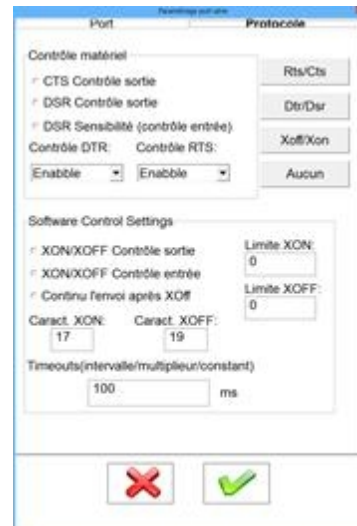 Paramétrage port série
Port
Protocole
Contrôle matériel
CTS Contrôle sortie
DSR Contrôle sortie
DSR Sensibilité (contrôle entrée)
Contrôle DTR: Contrôle RTS:
Enabble Enabble
Rts/Cts
Dtr/Dsr
Xoff/Xon
Aucun
Software Control Settings
XON/XOFF Contrôle sortie
XON/XOFF Contrôle entrée
Continu l'envoi après XOff
Limite XON:
0
Limite XOFF:
0
Caract. XON: Caract. XOFF:
17 19
Timeouts(intervalle/multiplieur/constant)
100 ms